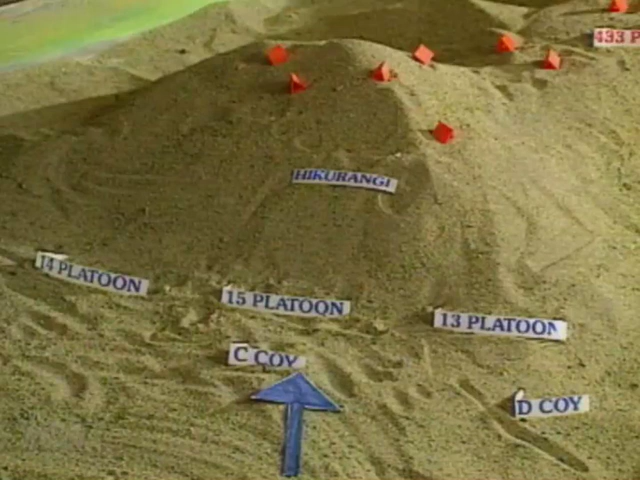 433 P
HIKURANGI
14 PLATOON
15 PLATOON
13 PLATOON
C COY
D COY